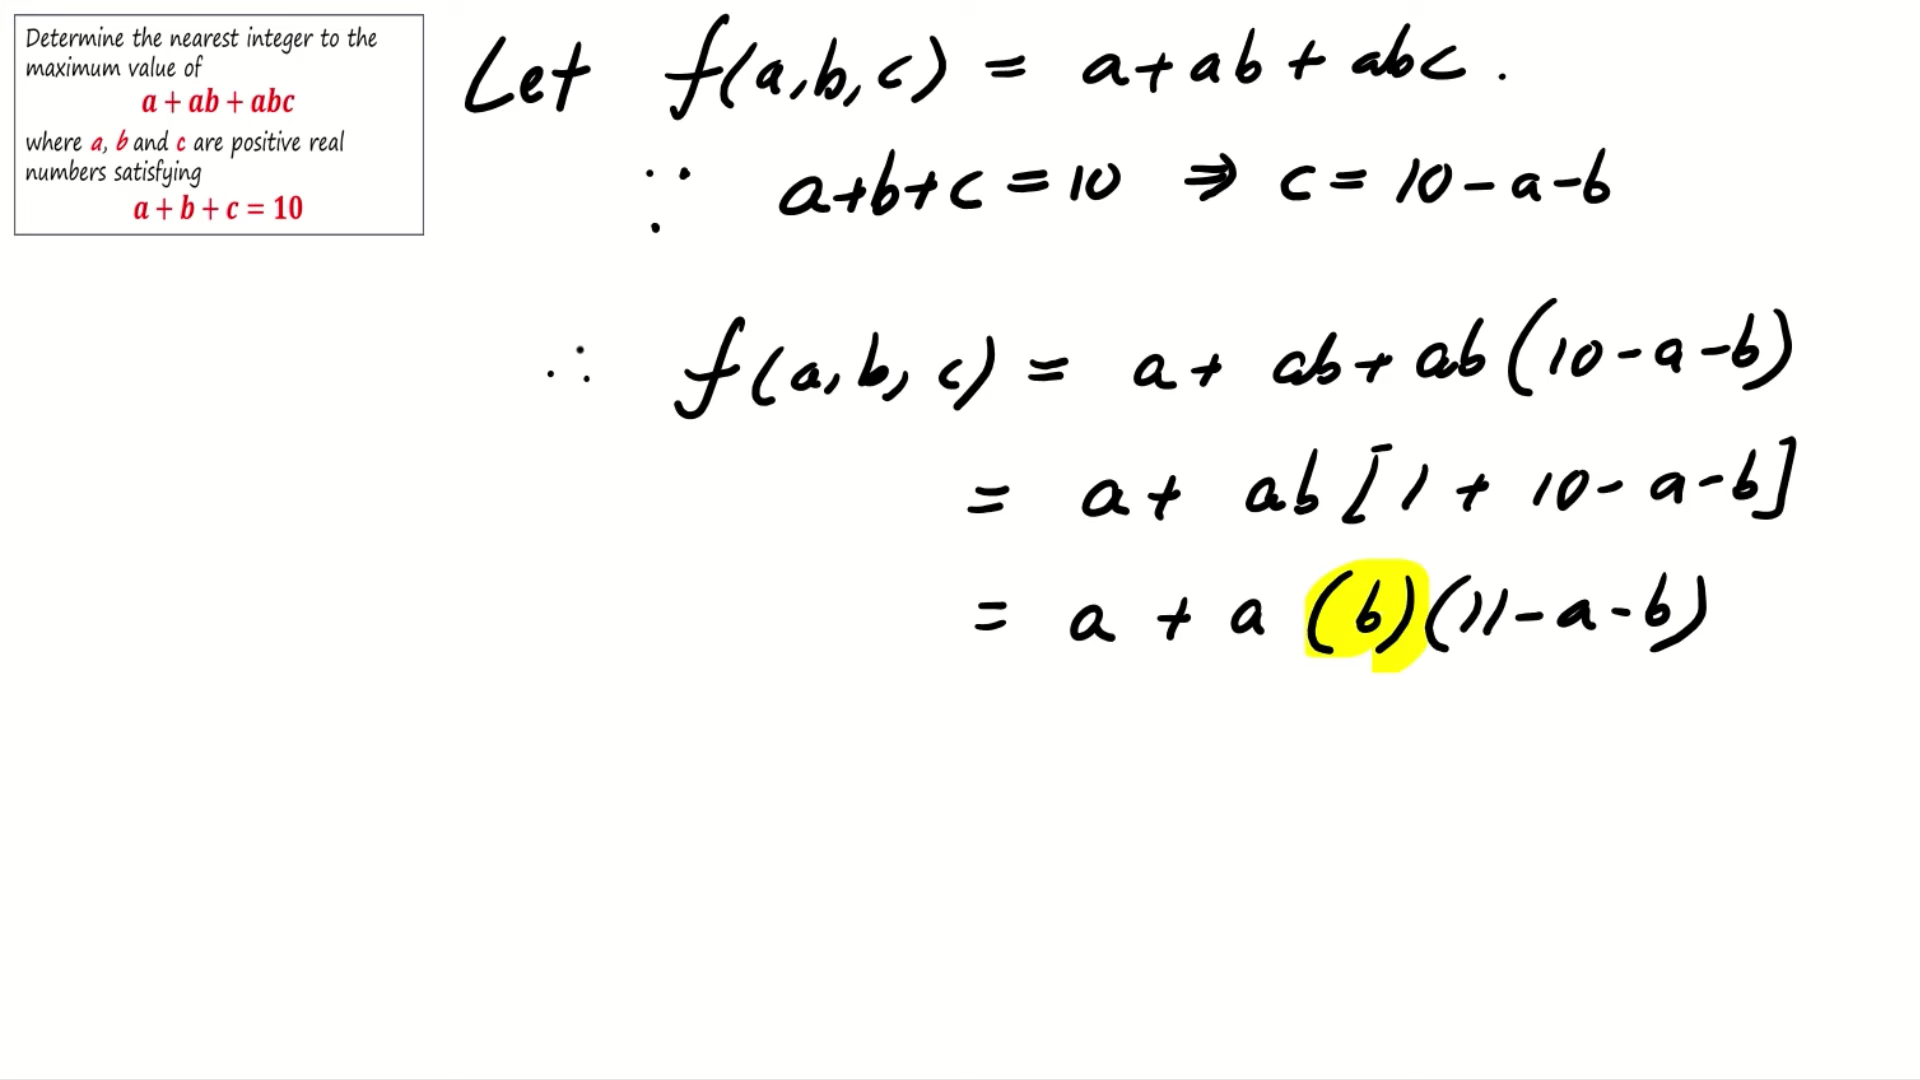 Determine the nearest integer to the
maximum value of
a + ab + abc
where a, b and c are positive real
numbers satisfying
a + b + c = 10
Let f(a,b,c) = a+ab+abc.
∵ a+b+c=10 ⇒ c=10-a-b
∴ f(a,b,c) = a+ ab+ab(10-a-b)
= a+ ab[1+10-a-b]
= a + a(b)(11-a-b)